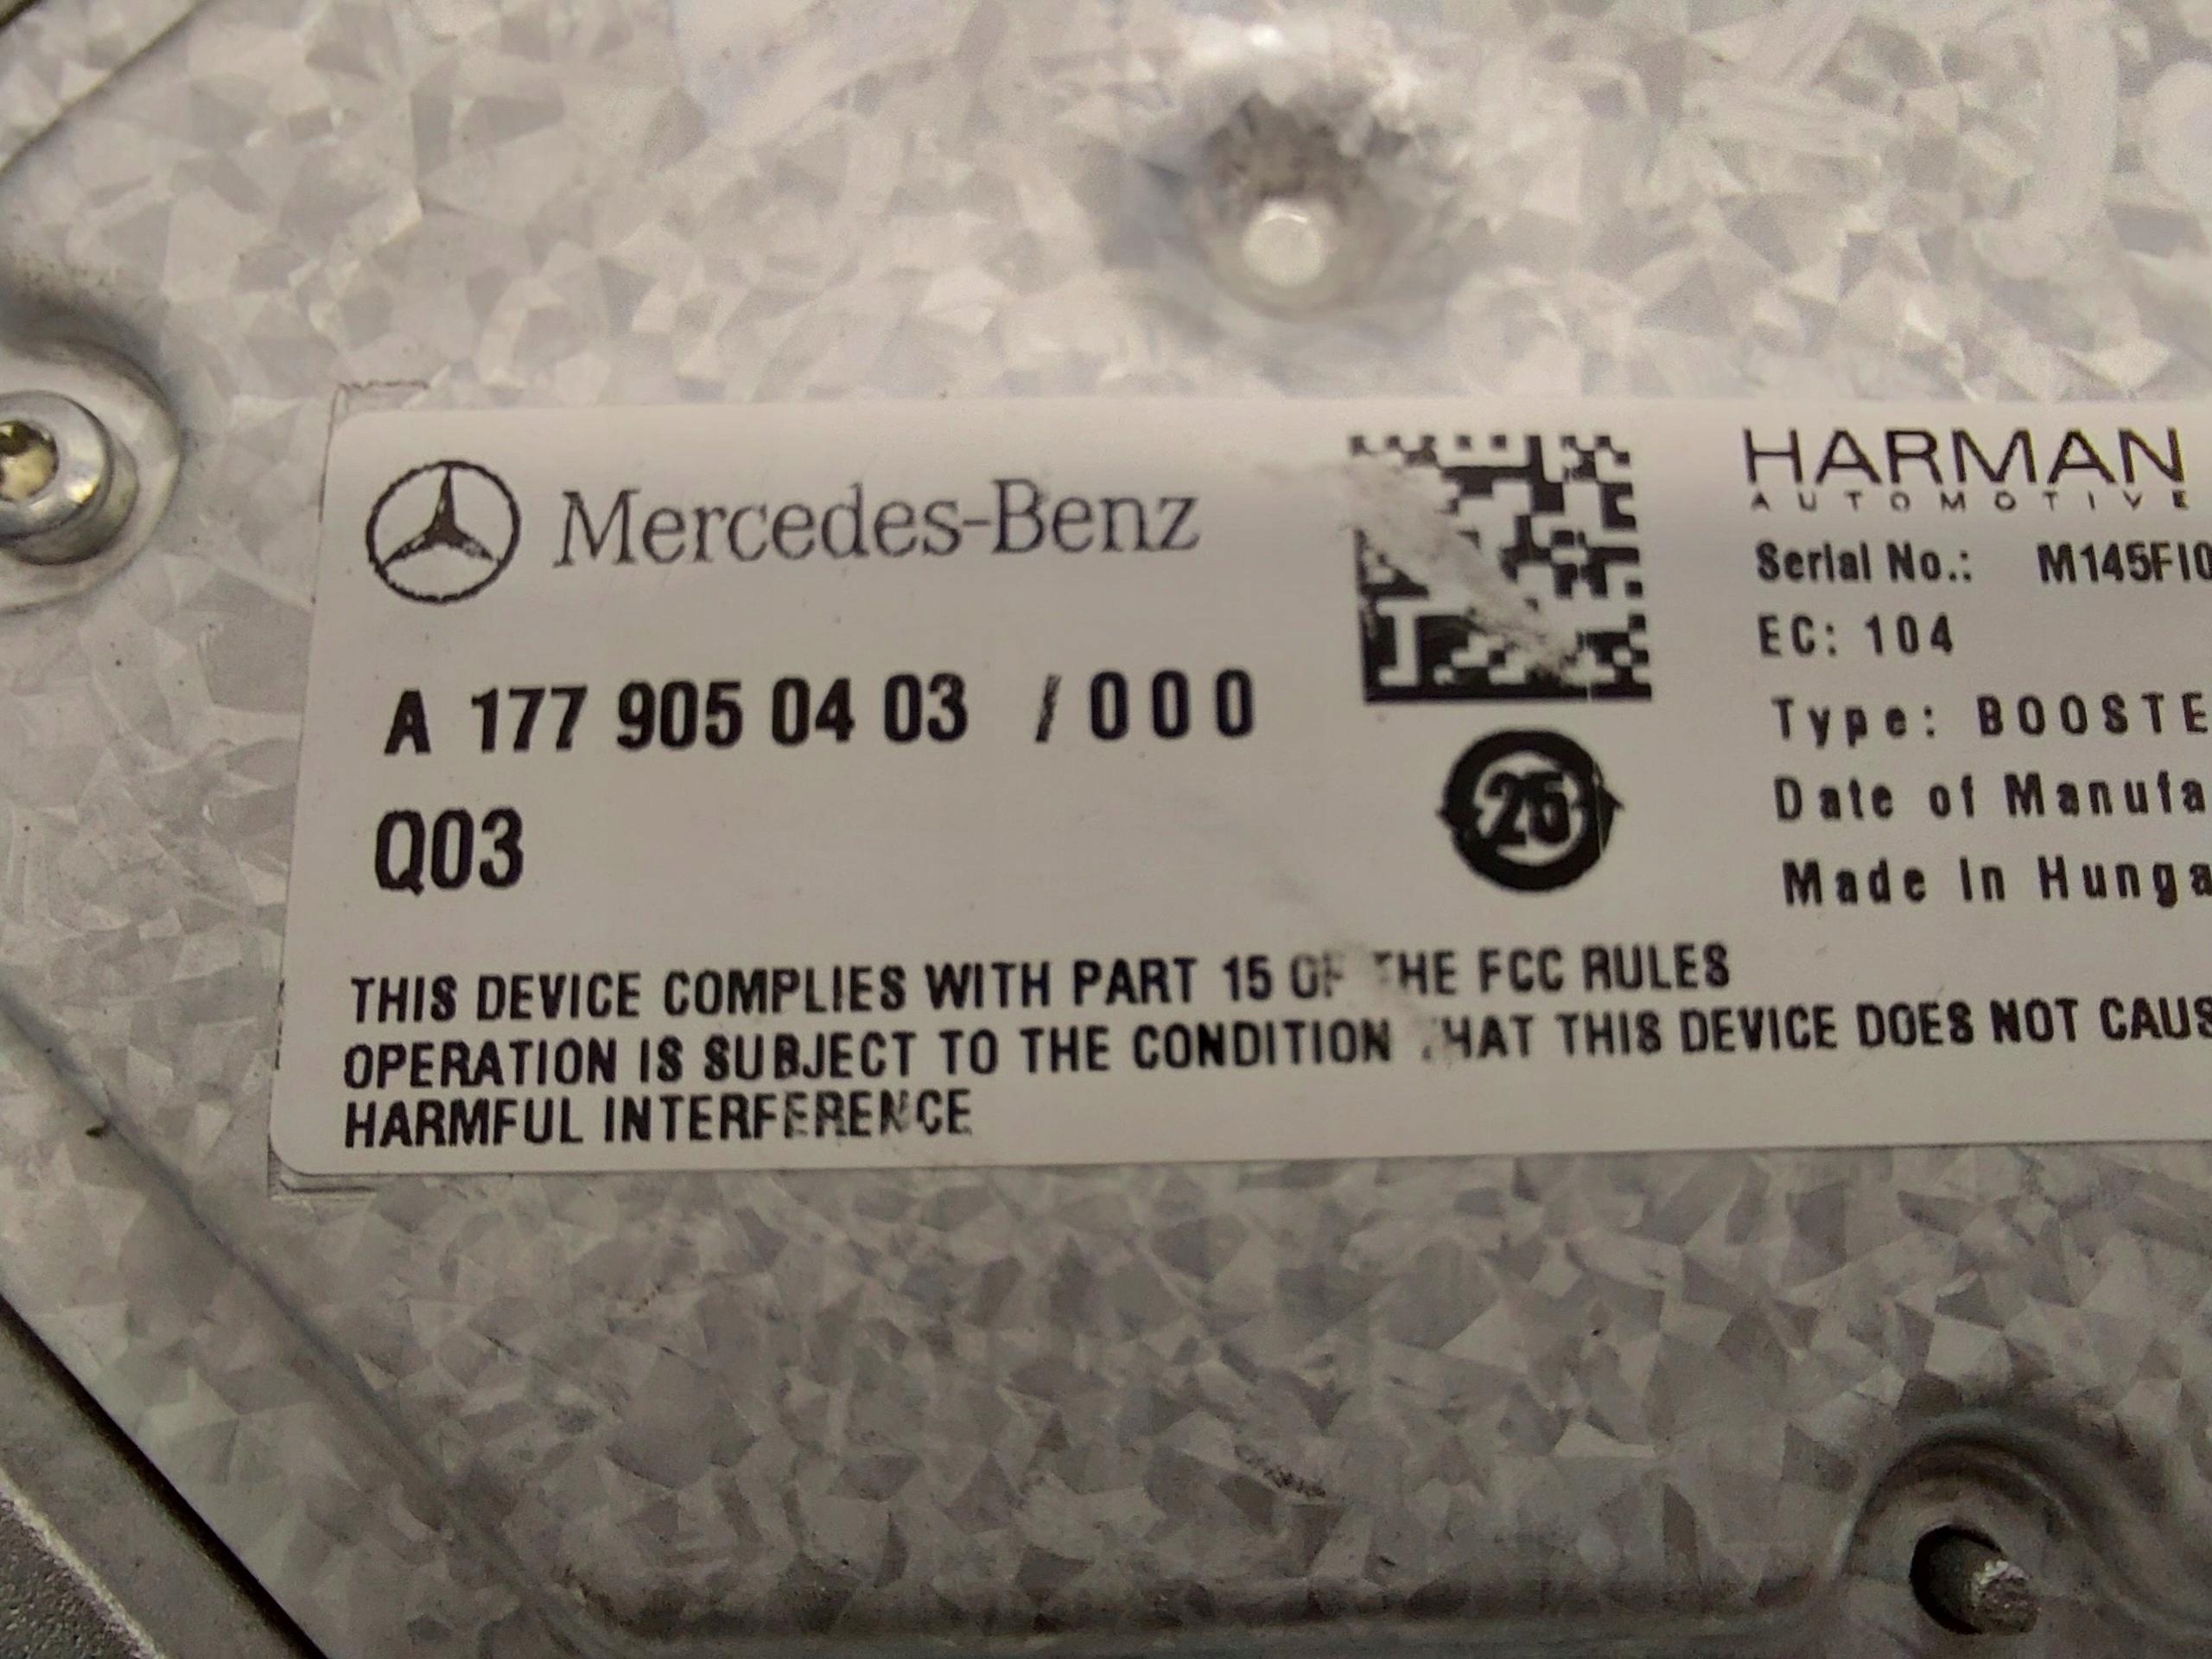 Mercedes-Benz
A 177 905 04 03 / 000
Q03
25
HARMAN
AUTOMOTIVE
Serial No.: M145FI0
EC: 104
Type: BOOSTE
Date of Manufa
Made In Hunga
THIS DEVICE COMPLIES WITH PART 15 OF THE FCC RULES
OPERATION IS SUBJECT TO THE CONDITION THAT THIS DEVICE DOES NOT CAUS
HARMFUL INTERFERENCE